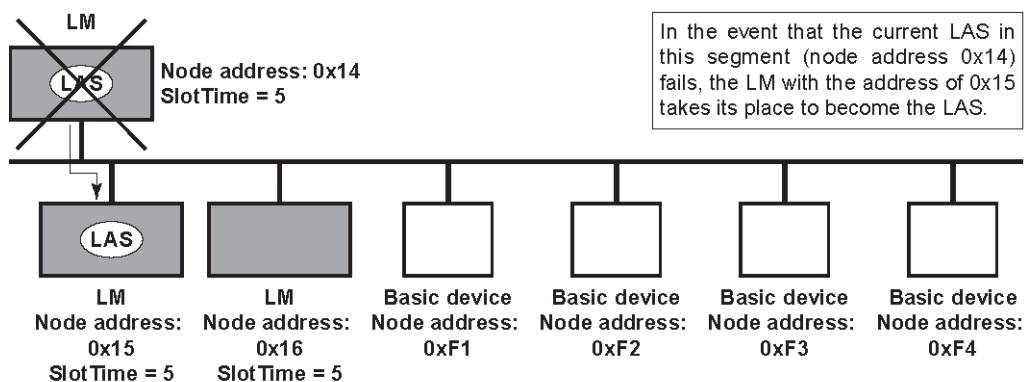 LM
LAS
Node address: 0x14
SlotTime = 5
In the event that the current LAS in
this segment (node address 0x14)
fails, the LM with the address of 0x15
takes its place to become the LAS.
LAS
LM
Node address:
0x15
SlotTime = 5
LM
Node address:
0x16
SlotTime = 5
Basic device
Node address:
0xF1
Basic device
Node address:
0xF2
Basic device
Node address:
0xF3
Basic device
Node address:
0xF4